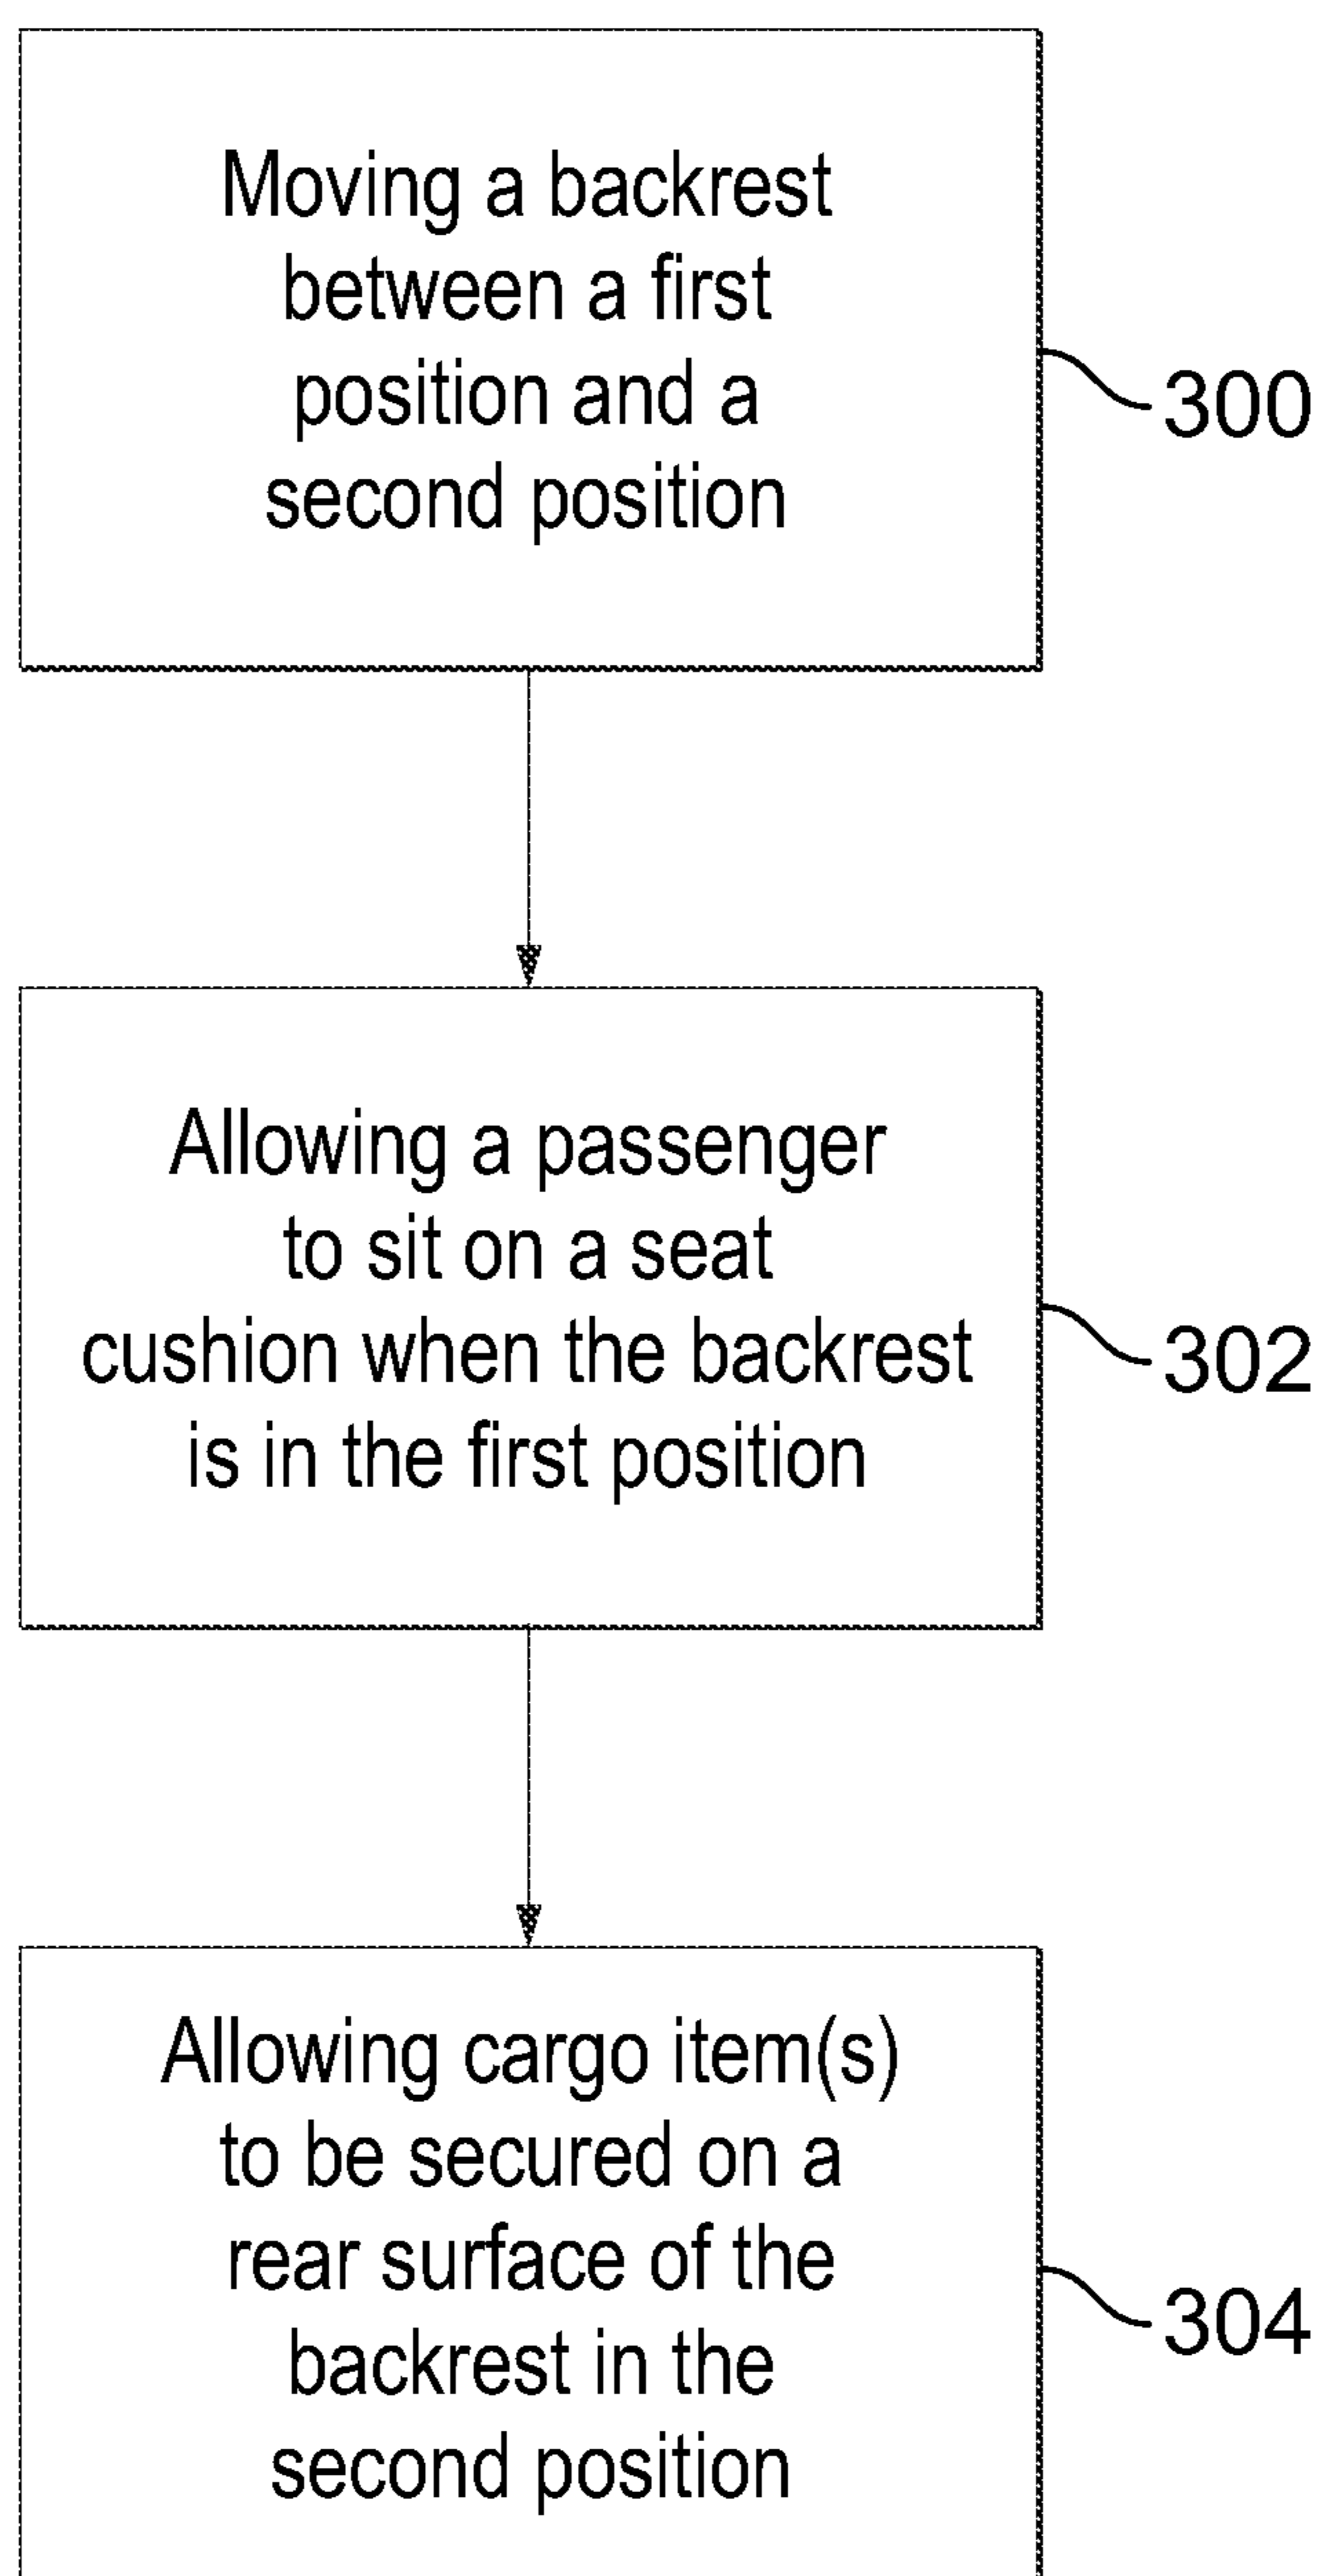 Moving a backrest
between a first
position and a
second position
300
Allowing a passenger
to sit on a seat
cushion when the backrest
is in the first position
302
Allowing cargo item(s)
to be secured on a
rear surface of the
backrest in the
second position
304